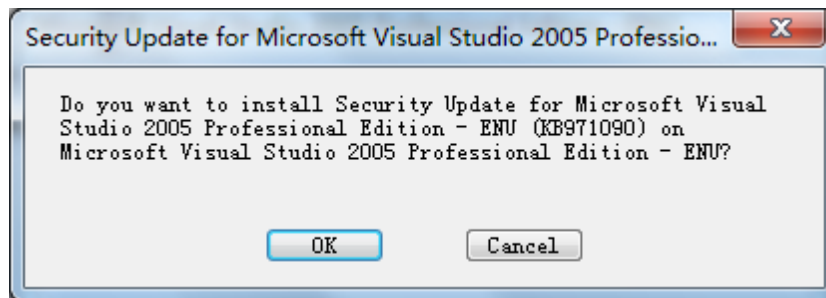 Security Update for Microsoft Visual Studio 2005 Professio...
Do you want to install Security Update for Microsoft Visual
Studio 2005 Professional Edition - ENU (KB971090) on
Microsoft Visual Studio 2005 Professional Edition - ENU?
OK
Cancel